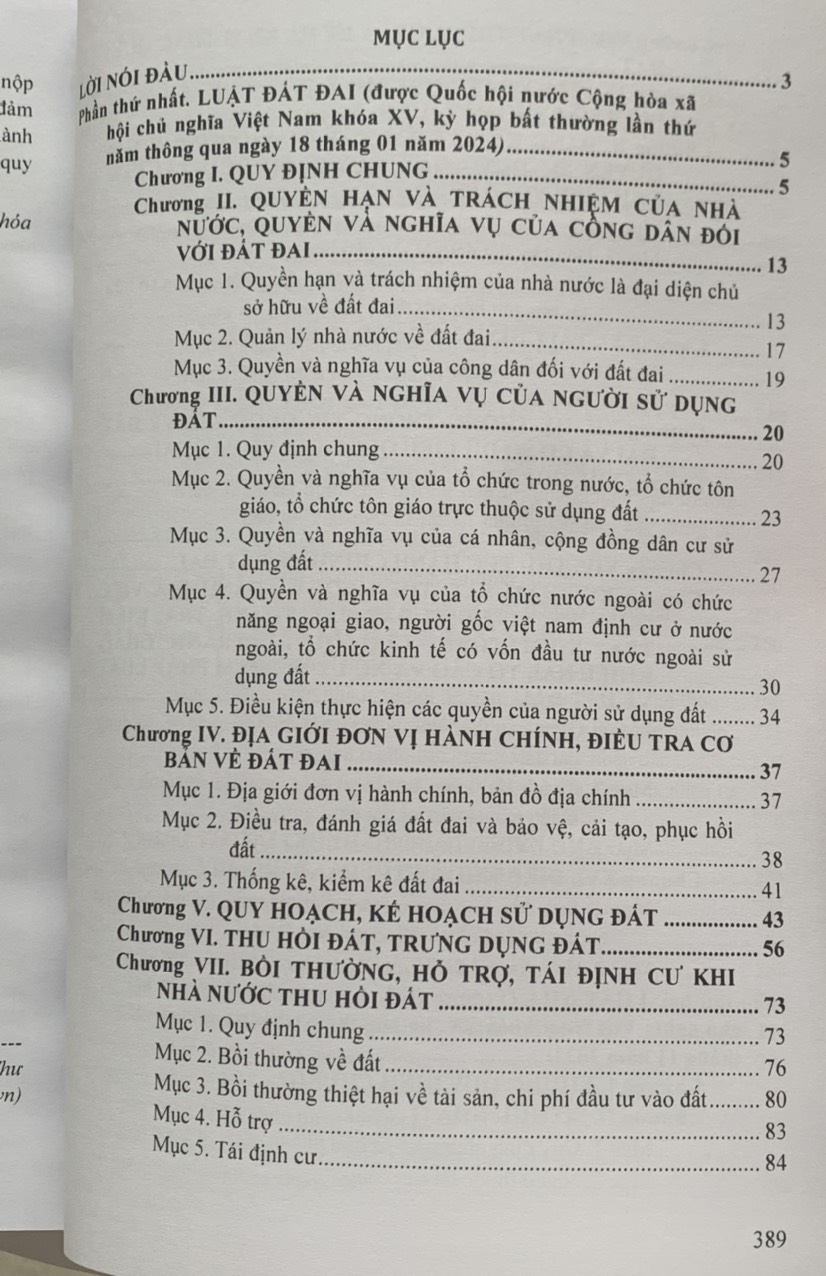 MỤC LỤC
LỜI NÓI ĐẦU ... 3
Phần thứ nhất. LUẬT ĐẤT ĐAI (được Quốc hội nước Cộng hòa xã
hội chủ nghĩa Việt Nam khóa XV, kỳ họp bất thường lần thứ
năm thông qua ngày 18 tháng 01 năm 2024) ... 5
Chương I. QUY ĐỊNH CHUNG ... 5
Chương II. QUYỀN HẠN VÀ TRÁCH NHIỆM CỦA NHÀ
NƯỚC, QUYỀN VÀ NGHĨA VỤ CỦA CÔNG DÂN ĐỐI
VỚI ĐẤT ĐAI ... 13
Mục 1. Quyền hạn và trách nhiệm của nhà nước là đại diện chủ
sở hữu về đất đai ... 13
Mục 2. Quản lý nhà nước về đất đai ... 17
Mục 3. Quyền và nghĩa vụ của công dân đối với đất đai ... 19
Chương III. QUYỀN VÀ NGHĨA VỤ CỦA NGƯỜI SỬ DỤNG
ĐẤT ... 20
Mục 1. Quy định chung ... 20
Mục 2. Quyền và nghĩa vụ của tổ chức trong nước, tổ chức tôn
giáo, tổ chức tôn giáo trực thuộc sử dụng đất ... 23
Mục 3. Quyền và nghĩa vụ của cá nhân, cộng đồng dân cư sử
dụng đất ... 27
Mục 4. Quyền và nghĩa vụ của tổ chức nước ngoài có chức
năng ngoại giao, người gốc việt nam định cư ở nước
ngoài, tổ chức kinh tế có vốn đầu tư nước ngoài sử
dụng đất ... 30
Mục 5. Điều kiện thực hiện các quyền của người sử dụng đất ... 34
Chương IV. ĐỊA GIỚI ĐƠN VỊ HÀNH CHÍNH, ĐIỀU TRA CƠ
BẢN VỀ ĐẤT ĐAI ... 37
Mục 1. Địa giới đơn vị hành chính, bản đồ địa chính ... 37
Mục 2. Điều tra, đánh giá đất đai và bảo vệ, cải tạo, phục hồi
đất ... 38
Mục 3. Thống kê, kiểm kê đất đai ... 41
Chương V. QUY HOẠCH, KẾ HOẠCH SỬ DỤNG ĐẤT ... 43
Chương VI. THU HỒI ĐẤT, TRƯNG DỤNG ĐẤT ... 56
Chương VII. BỒI THƯỜNG, HỖ TRỢ, TÁI ĐỊNH CƯ KHI
NHÀ NƯỚC THU HỒI ĐẤT ... 73
Mục 1. Quy định chung ... 73
Mục 2. Bồi thường về đất ... 76
Mục 3. Bồi thường thiệt hại về tài sản, chi phí đầu tư vào đất ... 80
Mục 4. Hỗ trợ ... 83
Mục 5. Tái định cư ... 84
389
nộp
quy
hóa